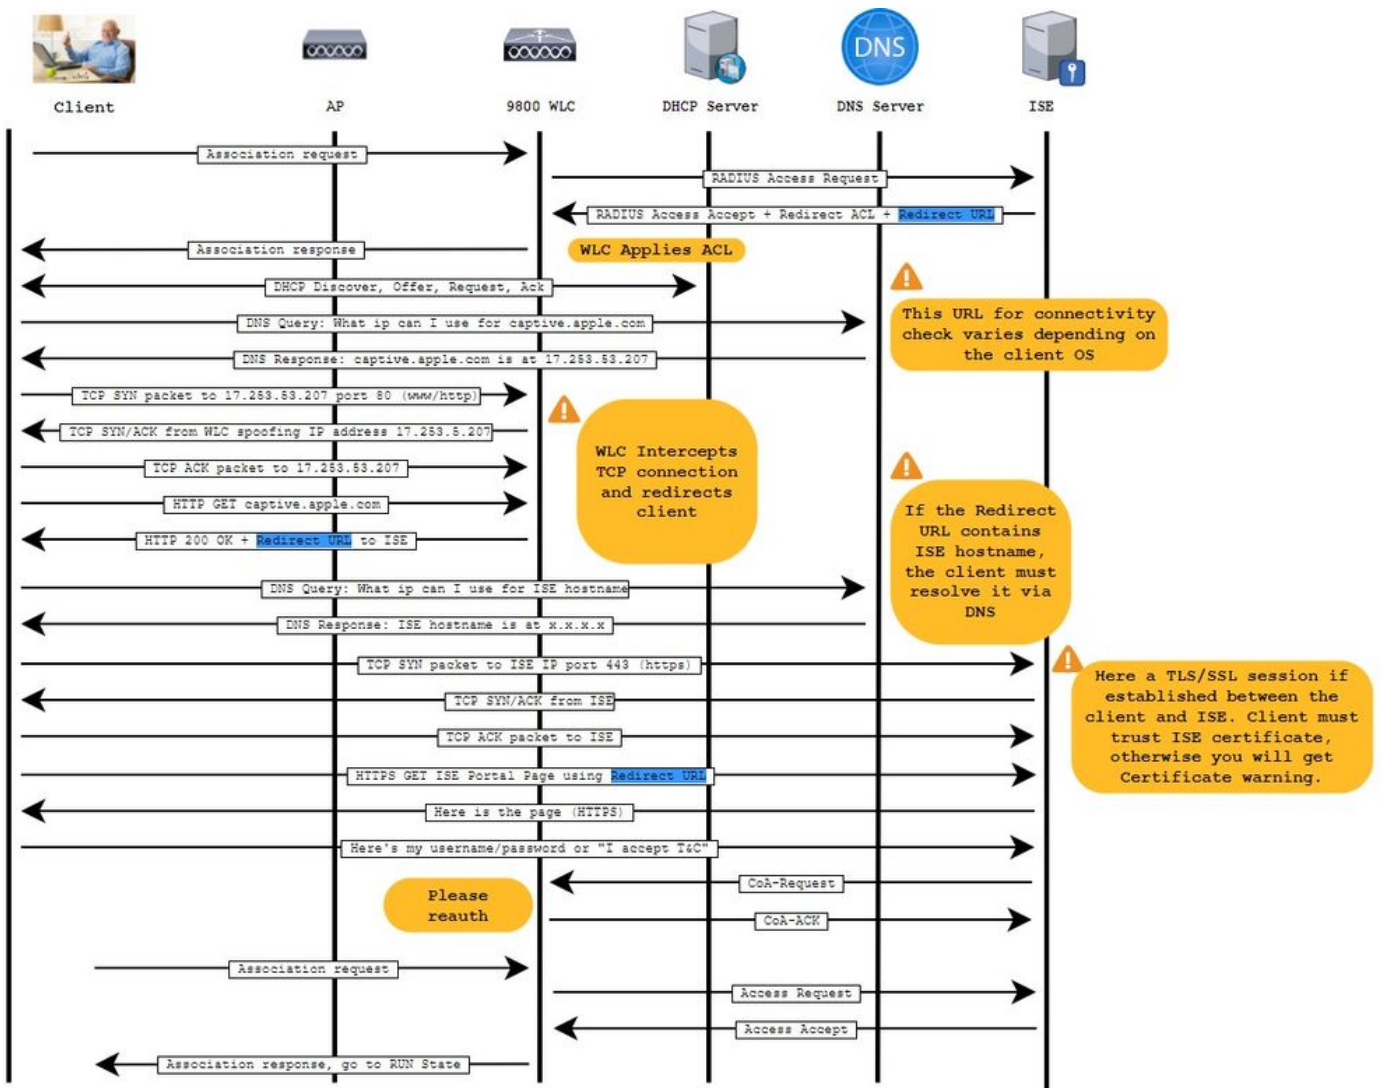 DNS
Client
AP
9800 WLC
DHCP Server
DNS Server
ISE
Association request
RADIUS Access Request
RADIUS Access Accept + Redirect ACL + Redirect URL
Association response
WLC Applies ACL
DHCP Discover, Offer, Request, Ack
DNS Query: What ip can I use for captive.apple.com
This URL for connectivity
check varies depending on
the client OS
DNS Response: captive.apple.com is at 17.253.53.207
TCP SYN packet to 17.253.53.207 port 80 (www/http)
TCP SYN/ACK from WLC spoofing IP address 17.253.5.207
TCP ACK packet to 17.253.53.207
HTTP GET captive.apple.com
HTTP 200 OK + Redirect URL to ISE
WLC Intercepts
TCP connection
and redirects
client
If the Redirect
URL contains
ISE hostname,
the client must
resolve it via
DNS
DNS Query: What ip can I use for ISE hostname
DNS Response: ISE hostname is at x.x.x.x
TCP SYN packet to ISE IP port 443 (https)
TCP SYN/ACK from ISE
TCP ACK packet to ISE
Here a TLS/SSL session if
established between the
client and ISE. Client must
trust ISE certificate,
otherwise you will get
Certificate warning.
HTTPS GET ISE Portal Page using Redirect URL
Here is the page (HTTPS)
Here's my username/password or "I accept T&C"
CoA-Request
Please
reauth
CoA-ACK
Association request
Access Request
Access Accept
Association response, go to RUN State